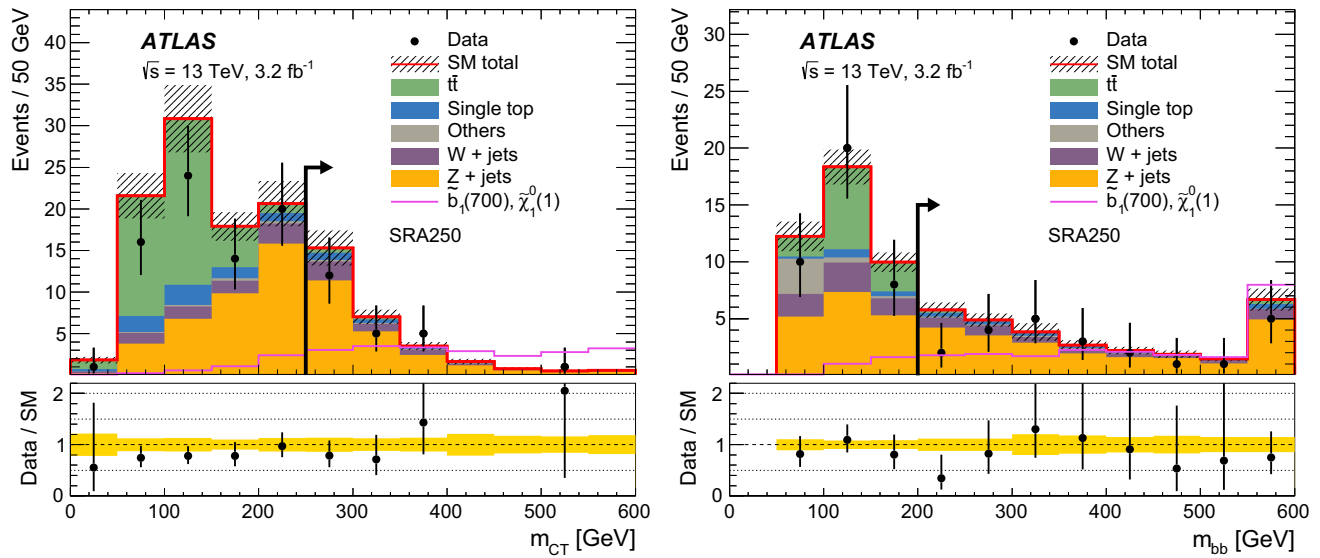 Events / 50 GeV
40
35
30
25
20
15
10
5
ATLAS
√s = 13 TeV, 3.2 fb⁻¹
Data
SM total
tt̄
Single top
Others
W + jets
Z + jets
b̃₁(700), χ̃⁰₁(1)
SRA250
Data / SM
2
1
0
0 100 200 300 400 500 600
m_CT [GeV]
Events / 50 GeV
30
25
20
15
10
5
ATLAS
√s = 13 TeV, 3.2 fb⁻¹
Data
SM total
tt̄
Single top
Others
W + jets
Z + jets
b̃₁(700), χ̃⁰₁(1)
SRA250
Data / SM
2
1
0
0 100 200 300 400 500 600
m_bb [GeV]